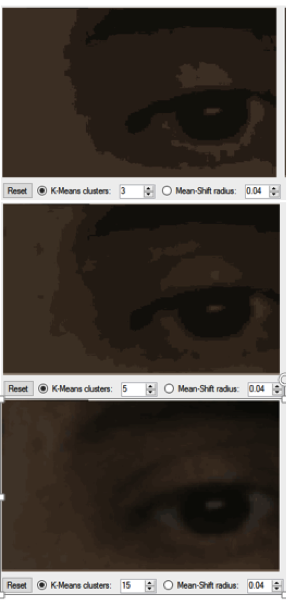 Reset K-Means clusters: 3 Mean-Shift radius: 0.04
Reset K-Means clusters: 5 Mean-Shift radius: 0.04
Reset K-Means clusters: 15 Mean-Shift radius: 0.04